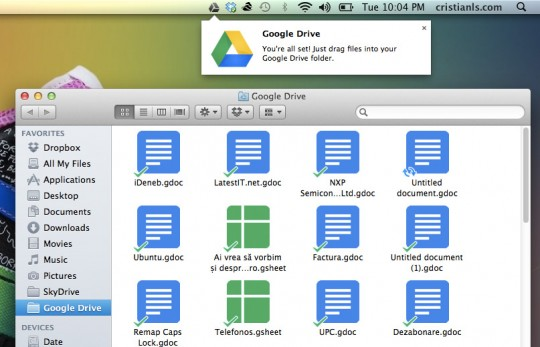 Tue 10:04 PM cristianls.com
Google Drive
You're all set! Just drag files into your
Google Drive folder.
Google Drive
FAVORITES
Dropbox
All My Files
Applications
Desktop
Documents
Downloads
Movies
Music
Pictures
SkyDrive
Google Drive
DEVICES
Date
iDeneb.gdoc
LatestIT.net.gdoc
NXP
Semicon...Ltd.gdoc
Untitled
document.gdoc
Ubuntu.gdoc
Ai vrea să vorbim
și despr...ro.gsheet
Factura.gdoc
Untitled document
(1).gdoc
Remap Caps
Lock.gdoc
Telefonos.gsheet
UPC.gdoc
Dezabonare.gdoc